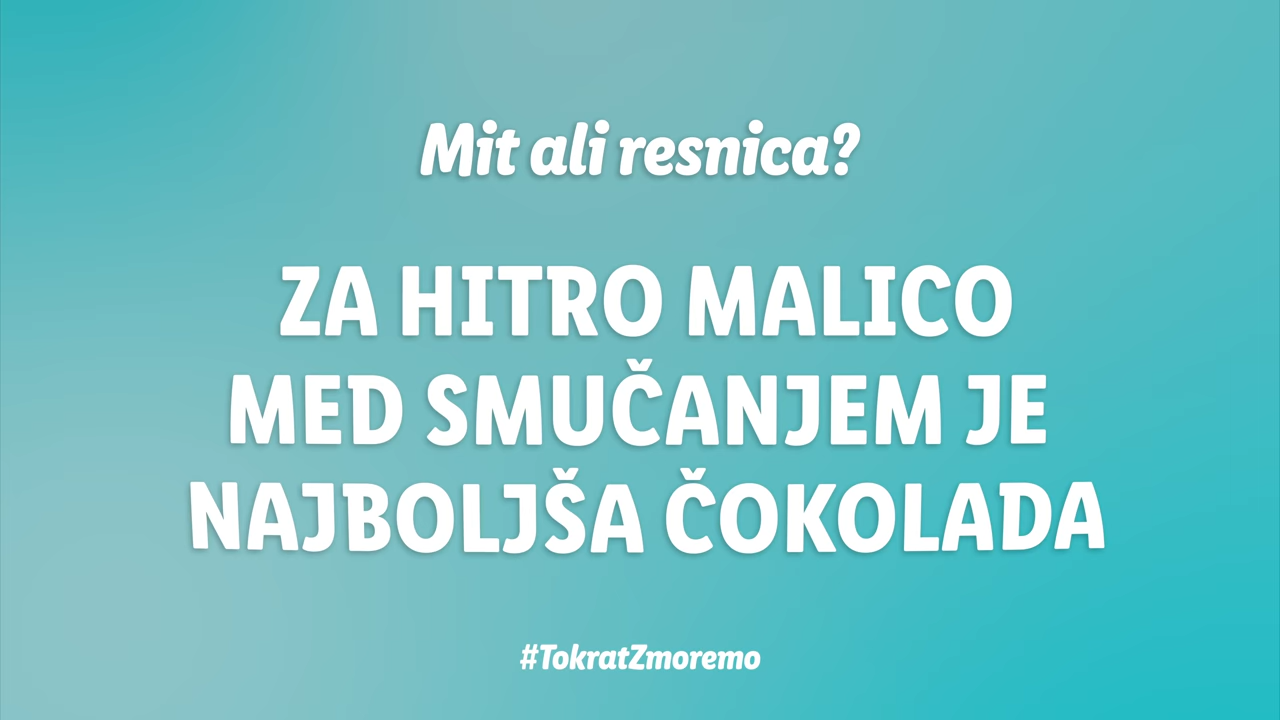 Mit ali resnica?
ZA HITRO MALICO
MED SMUČANJEM JE
NAJBOLJŠA ČOKOLADA
#TokratZmoremo